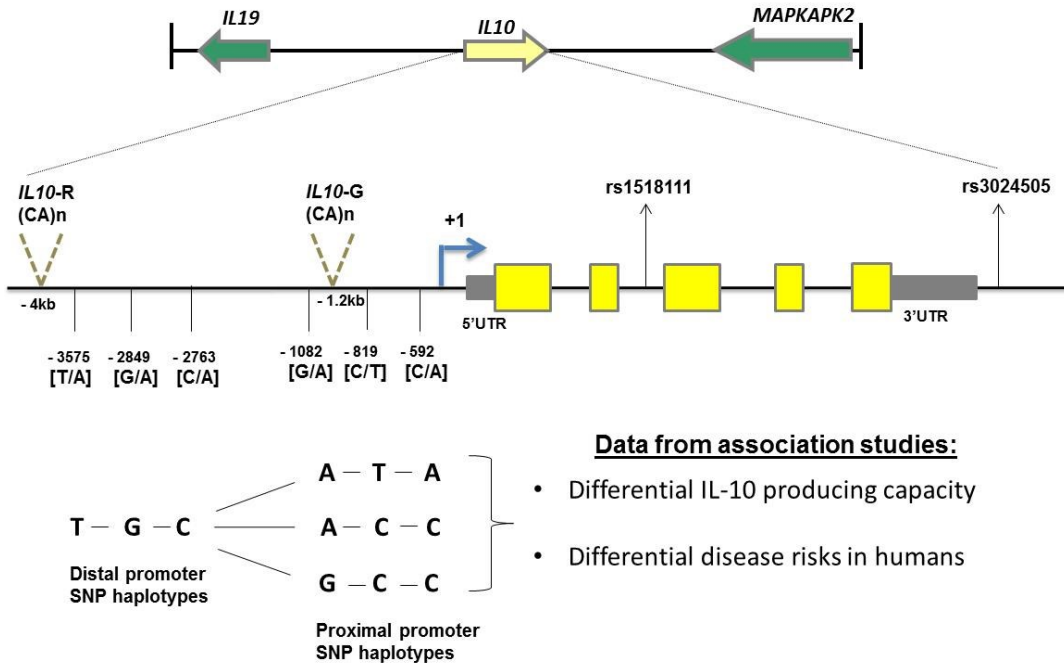 IL19
IL10
MAPKAPK2
IL10-R
(CA)n
IL10-G
(CA)n
+1
rs1518111
rs3024505
- 4kb
- 1.2kb
5'UTR
3'UTR
- 3575
[T/A]
- 2849
[G/A]
- 2763
[C/A]
- 1082
[G/A]
- 819
[C/T]
- 592
[C/A]
Data from association studies:
• Differential IL-10 producing capacity
• Differential disease risks in humans
T — G — C
Distal promoter
SNP haplotypes
A — T — A
A — C — C
G — C — C
Proximal promoter
SNP haplotypes